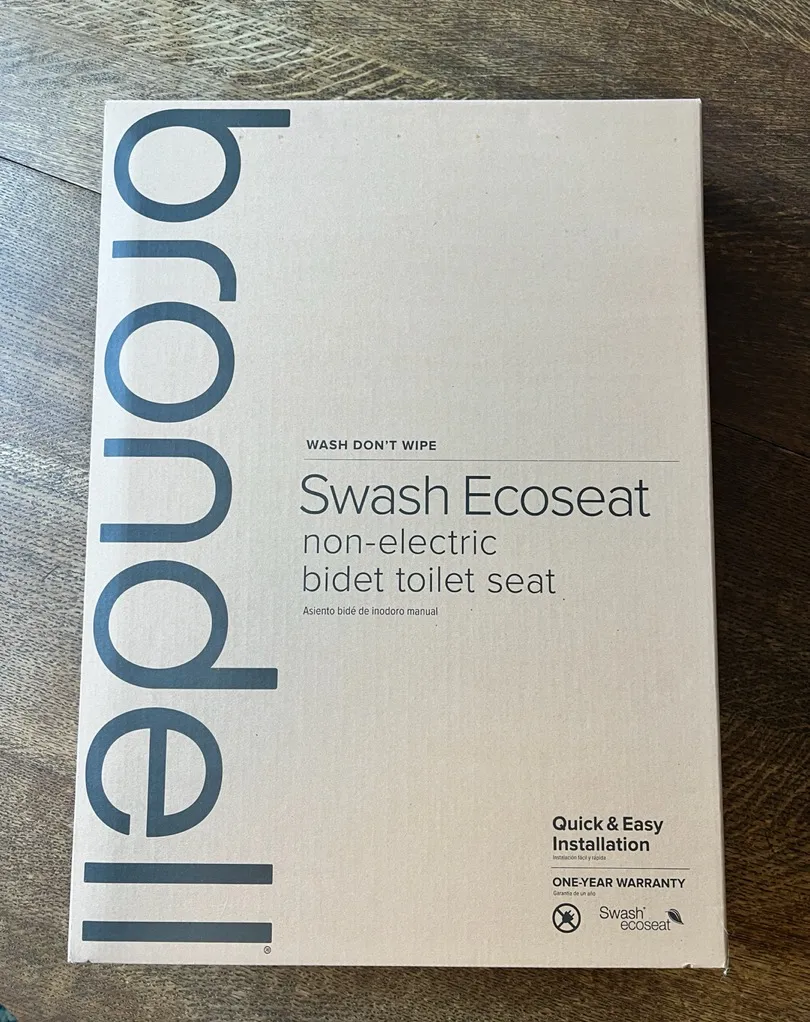 brondell®
WASH DON'T WIPE
Swash Ecoseat
non-electric
bidet toilet seat
Asiento bidé de inodoro manual
Quick & Easy
Installation
Instalación fácil y rápida
ONE-YEAR WARRANTY
Garantía de un año
Swash™
ecoseat